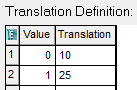 Translation Definition:
Value Translation
1 0 10
2 1 25